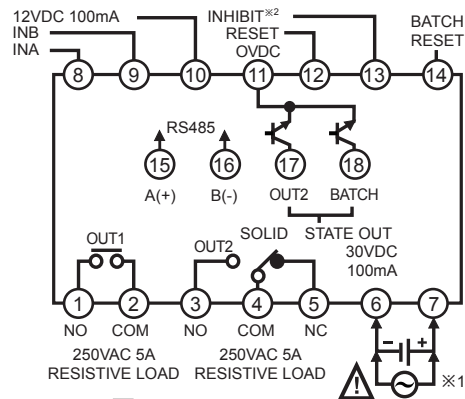 12VDC 100mA
INB
INA
INHIBIT※2
RESET
OVDC
BATCH
RESET
8 9 10 11 12 13 14
RS485
15 16 17 18
A(+) B(-) OUT2 BATCH
SOLID STATE OUT
30VDC
100mA
OUT1 OUT2
1 2 3 4 5 6 7
NO COM NO COM NC
250VAC 5A
RESISTIVE LOAD
250VAC 5A
RESISTIVE LOAD
- +
! ※1